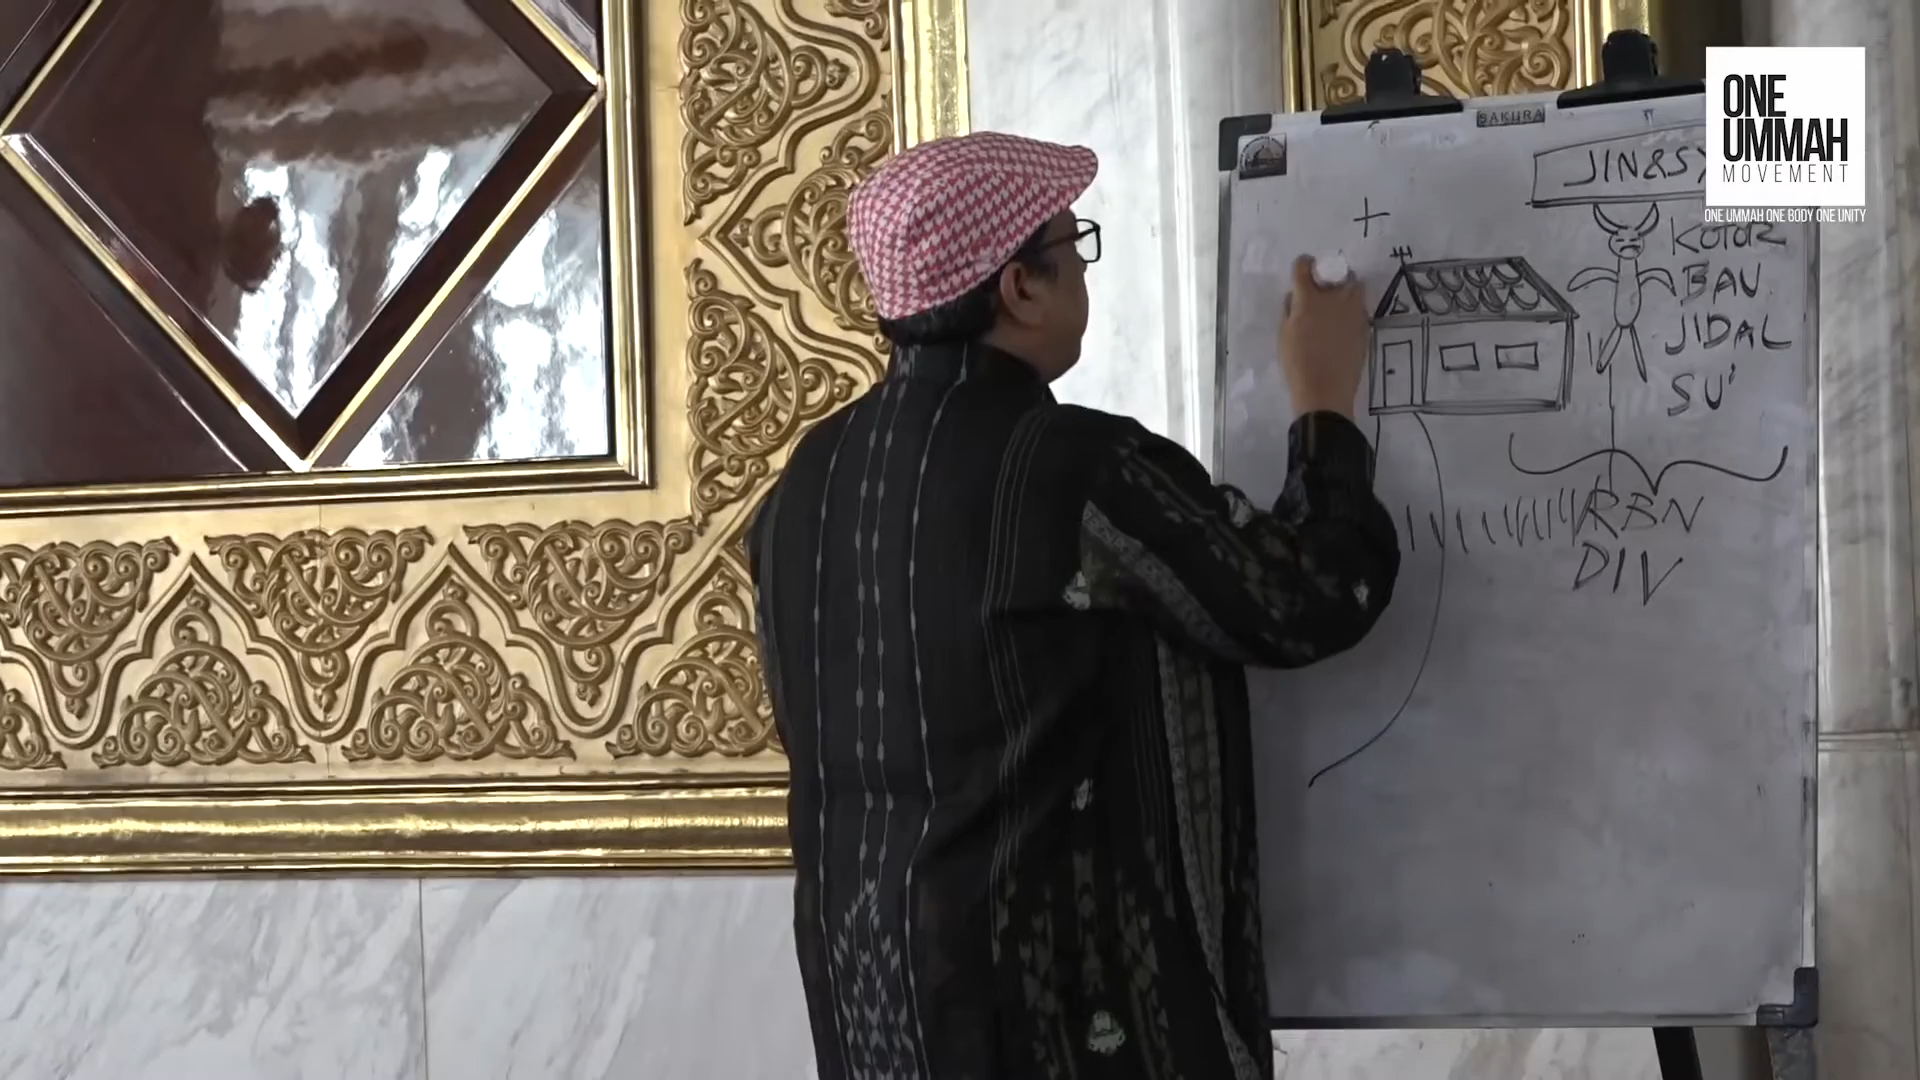 ONE
UMMAH
MOVEMENT
ONE UMMAH ONE BODY ONE UNITY
SAKURA
JIN&SY
+
KOTOR
BAU
JIDAL
SU'
RBN
DIV